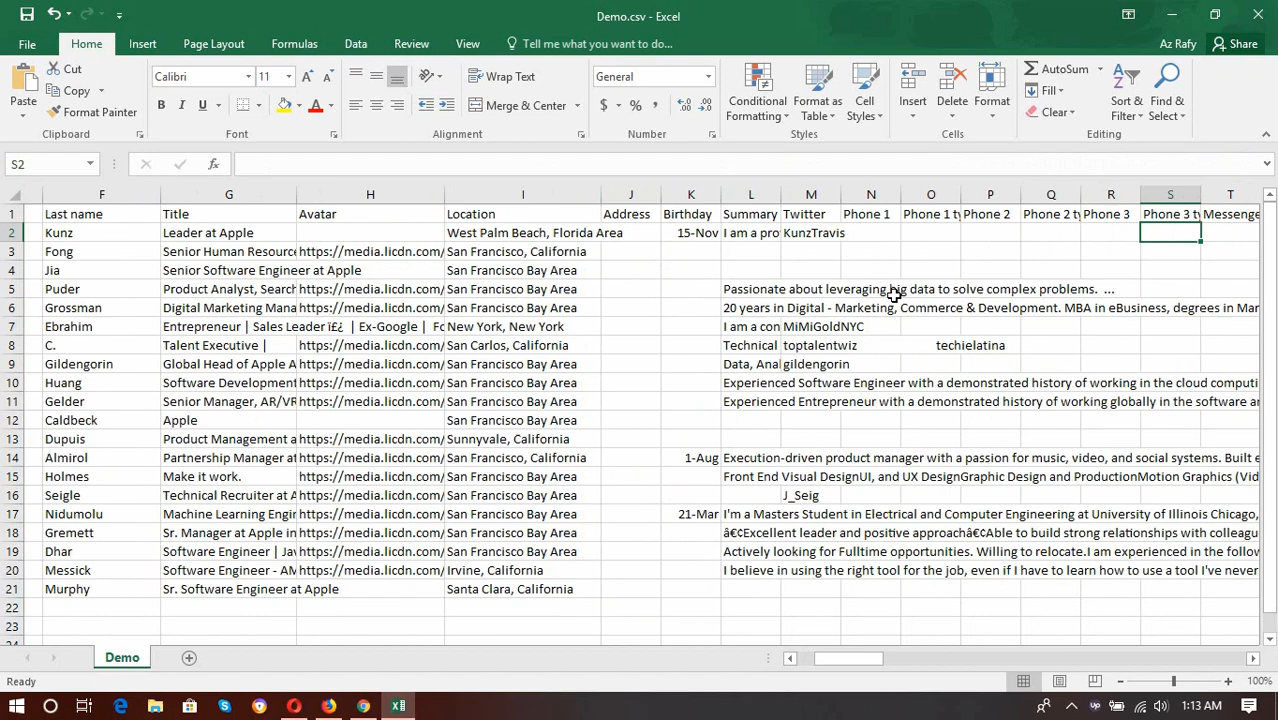 Demo.csv - Excel
File Home Insert Page Layout Formulas Data Review View Tell me what you want to do... Az Rafy Share
Paste
Cut
Copy
Format Painter
Clipboard
Calibri 11
B I U
Font
Wrap Text
Merge & Center
Alignment
General
$ % ,
Number
Conditional Formatting
Format as Table
Cell Styles
Styles
Insert Delete Format
Cells
AutoSum
Fill
Clear
Sort & Filter
Find & Select
Editing
S2 fx
F G H I J K L M N O P Q R S T
1 Last name Title Avatar Location Address Birthday Summary Twitter Phone 1 Phone 1 ty Phone 2 Phone 2 ty Phone 3 Phone 3 ty Messenge
2 Kunz Leader at Apple West Palm Beach, Florida Area 15-Nov I am a pro KunzTravis
3 Fong Senior Human Resource https://media.licdn.com/ San Francisco, California
4 Jia Senior Software Engineer at Apple San Francisco Bay Area
5 Puder Product Analyst, Search https://media.licdn.com/ San Francisco Bay Area Passionate about leveraging big data to solve complex problems. ...
6 Grossman Digital Marketing Mana https://media.licdn.com/ San Francisco Bay Area 20 years in Digital - Marketing, Commerce & Development. MBA in eBusiness, degrees in Mar
7 Ebrahim Entrepreneur | Sales Leader ï£¿ | Ex-Google | Fo New York, New York I am a con MiMiGoldNYC
8 C. Talent Executive | https://media.licdn.com/ San Carlos, California Technical toptalentwiz techielatina
9 Gildengorin Global Head of Apple A https://media.licdn.com/ San Francisco Bay Area Data, Anal gildengorin
10 Huang Software Development https://media.licdn.com/ San Francisco Bay Area Experienced Software Engineer with a demonstrated history of working in the cloud computi
11 Gelder Senior Manager, AR/VR https://media.licdn.com/ San Francisco Bay Area Experienced Entrepreneur with a demonstrated history of working globally in the software an
12 Caldbeck Apple San Francisco Bay Area
13 Dupuis Product Management a https://media.licdn.com/ Sunnyvale, California
14 Almirol Partnership Manager at https://media.licdn.com/ San Francisco, California 1-Aug Execution-driven product manager with a passion for music, video, and social systems. Built e
15 Holmes Make it work. https://media.licdn.com/ San Francisco Bay Area Front End Visual DesignUI, and UX DesignGraphic Design and ProductionMotion Graphics (Vid
16 Seigle Technical Recruiter at A https://media.licdn.com/ San Francisco Bay Area J_Seig
17 Nidumolu Machine Learning Engin https://media.licdn.com/ San Francisco Bay Area 21-Mar I'm a Masters Student in Electrical and Computer Engineering at University of Illinois Chicago,
18 Gremett Sr. Manager at Apple in https://media.licdn.com/ San Francisco Bay Area â€¢Excellent leader and positive approachâ€¢Able to build strong relationships with colleagu
19 Dhar Software Engineer | Jav https://media.licdn.com/ San Francisco Bay Area Actively looking for Fulltime opportunities. Willing to relocate.I am experienced in the follow
20 Messick Software Engineer - AM https://media.licdn.com/ Irvine, California I believe in using the right tool for the job, even if I have to learn how to use a tool I've never
21 Murphy Sr. Software Engineer at Apple Santa Clara, California
22
23
24
Demo
Ready 100%
1:13 AM